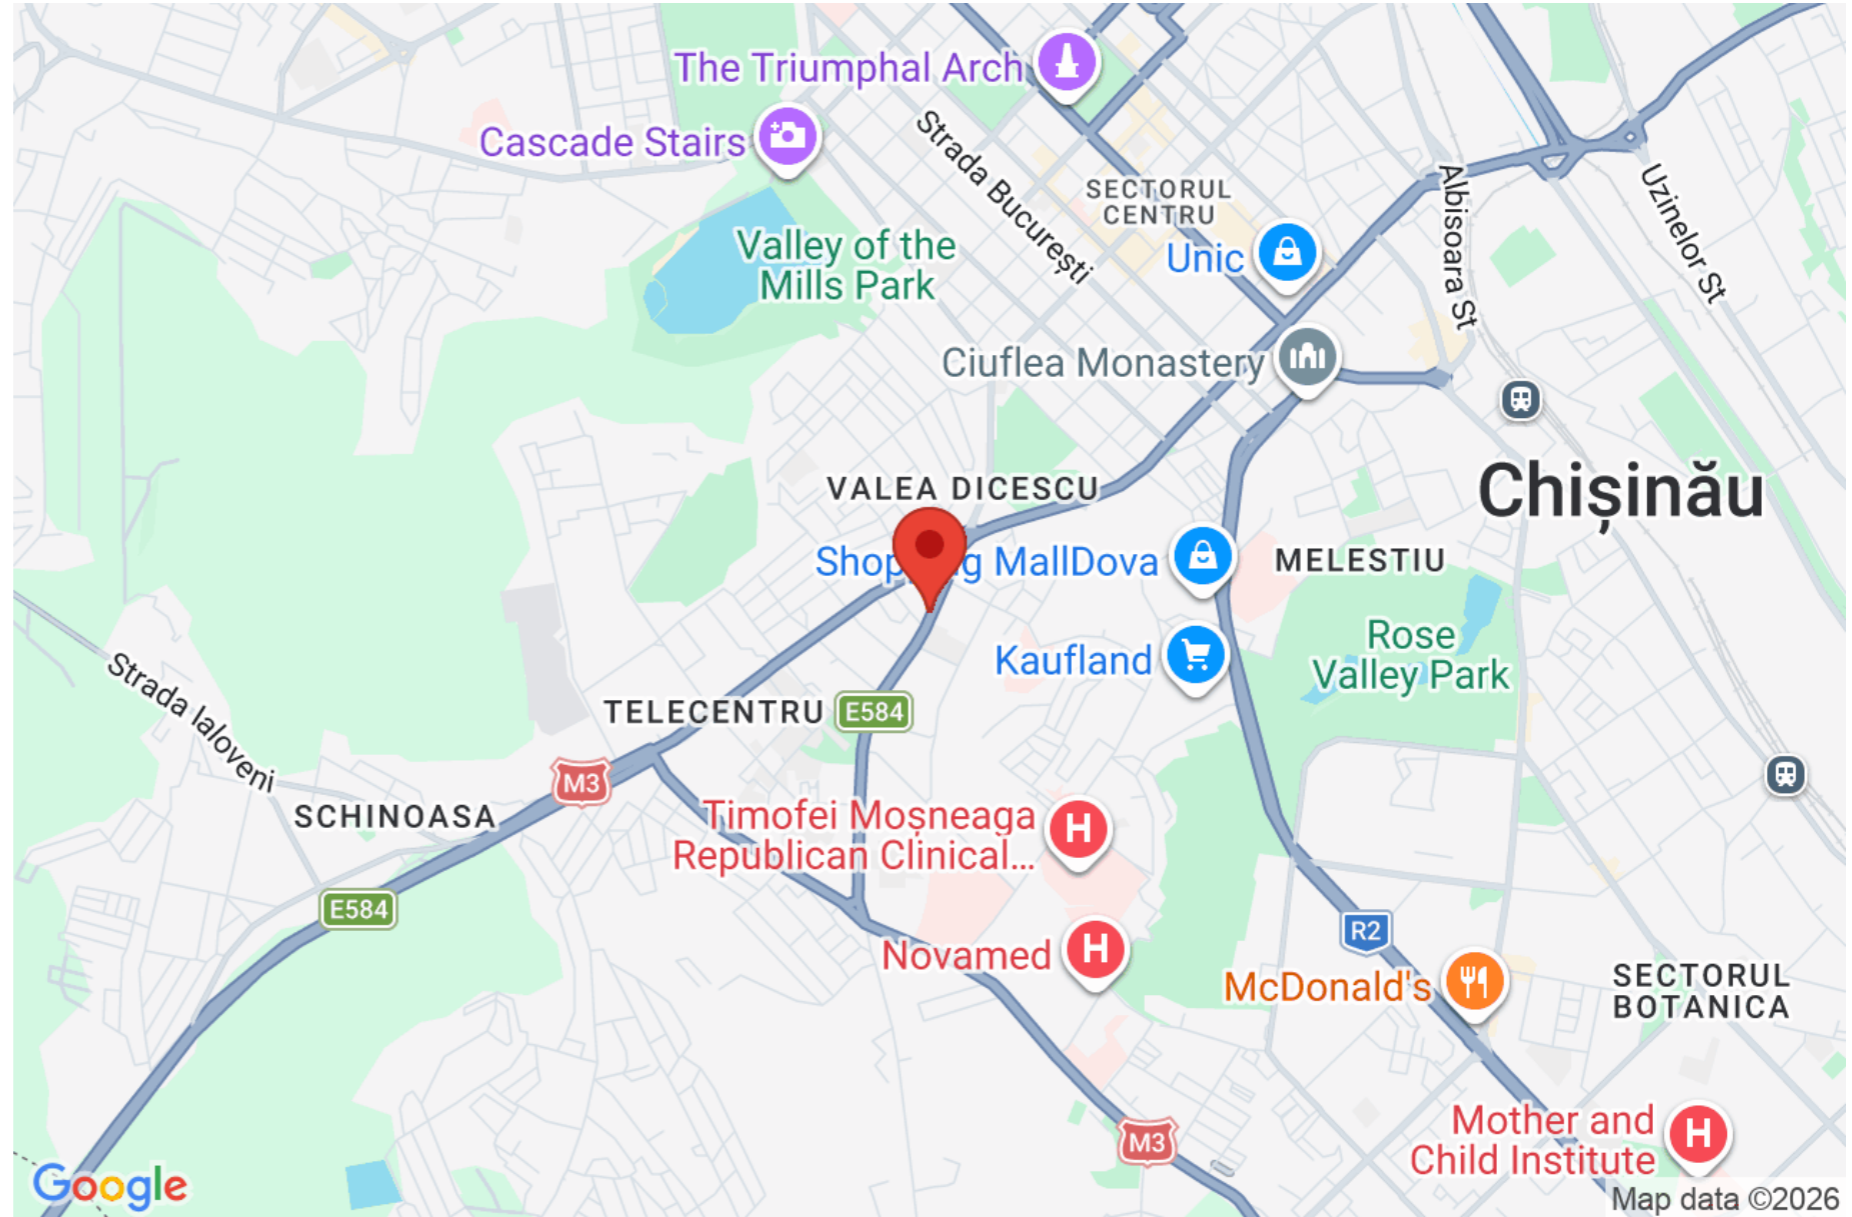 The Triumphal Arch
Cascade Stairs
Strada București
SECTORUL
CENTRU
Albisoara St
Uzinelor St
Valley of the
Mills Park
Unic
Ciuflea Monastery
VALEA DICESCU
Chișinău
Shopping MallDova
MELESTIU
Rose
Valley Park
Kaufland
Strada Ialoveni
TELECENTRU
E584
M3
SCHINOASA
Timofei Moșneaga
Republican Clinical...
E584
R2
Novamed
McDonald's
SECTORUL
BOTANICA
M3
Mother and
Child Institute
Google
Map data ©2026